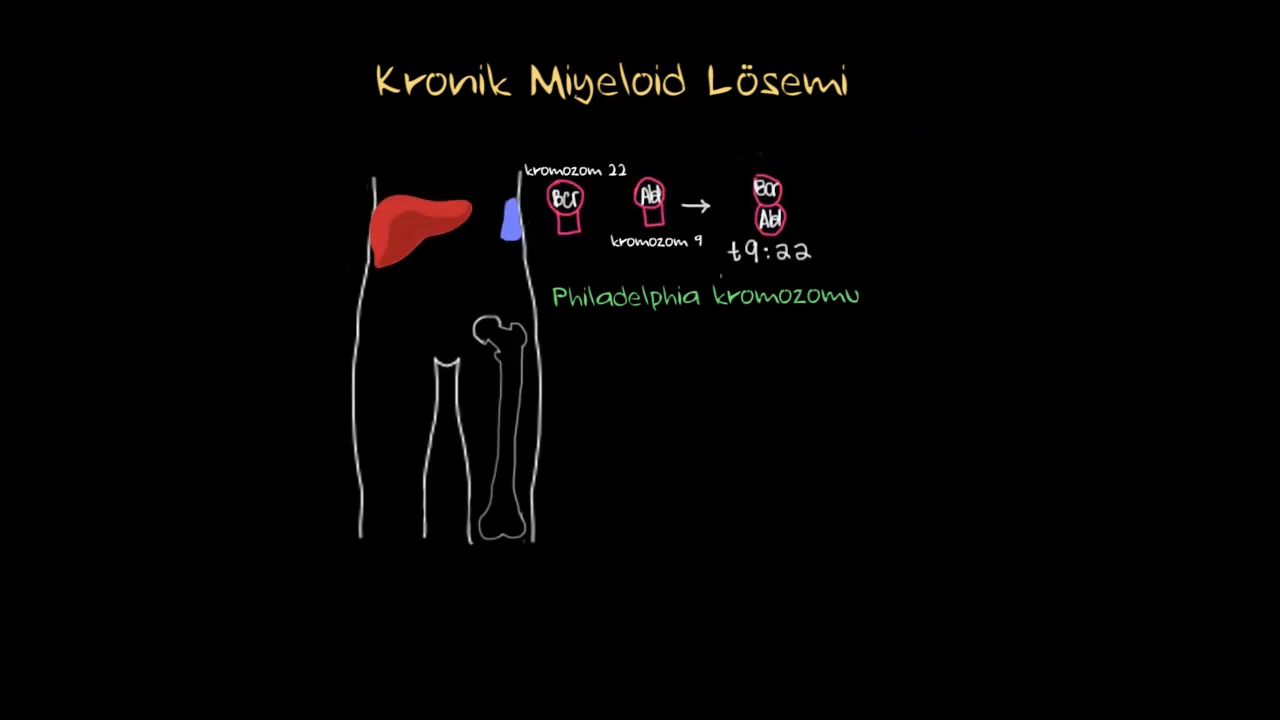 Kronik Miyeloid Lösemi
kromozom 22
Bcr
Abl
Bcr
Abl
kromozom 9
t9:22
Philadelphia kromozomu